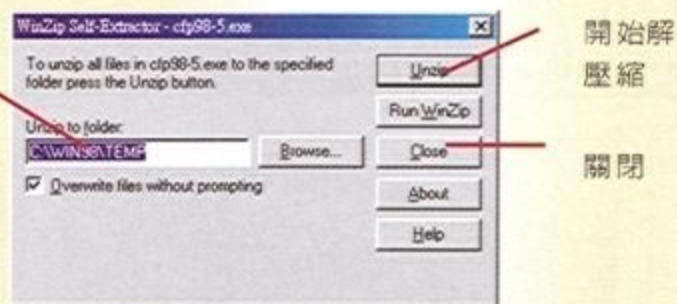 WinZip Self-Extractor - cfp98-5.exe
To unzip all files in cfp98-5.exe to the specified
folder press the Unzip button.
Unzip to folder:
C:\WIN98\TEMP
Browse...
Overwrite files without prompting
Unzip
Run WinZip
Close
About
Help
開始解
壓縮
關閉